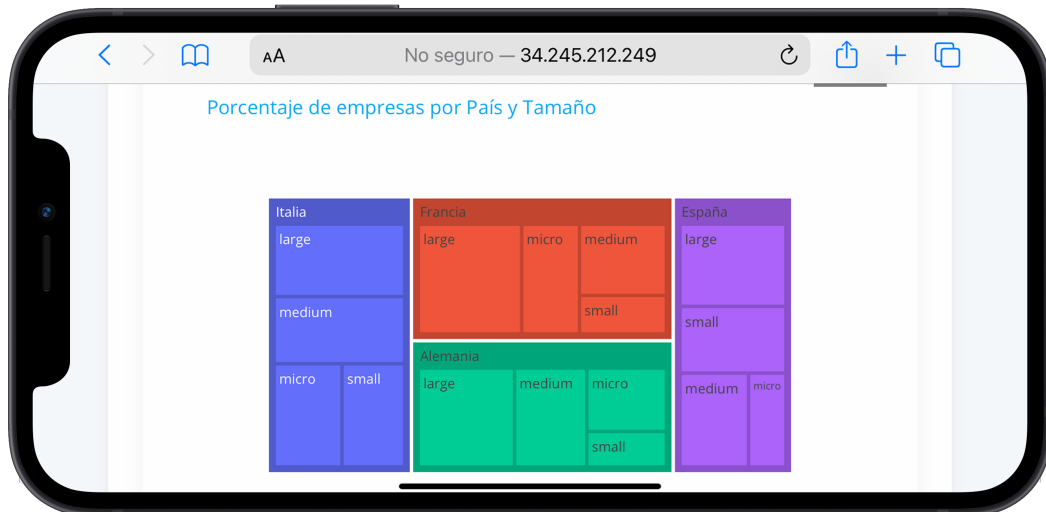 AA No seguro — 34.245.212.249
Porcentaje de empresas por País y Tamaño
Italia
large
medium
micro small
Francia
large micro medium
small
Alemania
large medium micro
small
España
large
small
medium micro